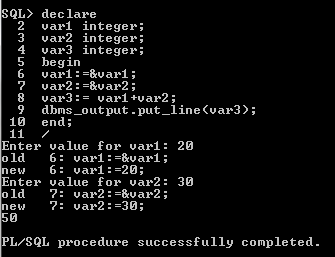 SQL> declare
2 var1 integer;
3 var2 integer;
4 var3 integer;
5 begin
6 var1:=&var1;
7 var2:=&var2;
8 var3:= var1+var2;
9 dbms_output.put_line(var3);
10 end;
11 /
Enter value for var1: 20
old 6: var1:=&var1;
new 6: var1:=20;
Enter value for var2: 30
old 7: var2:=&var2;
new 7: var2:=30;
50
PL/SQL procedure successfully completed.